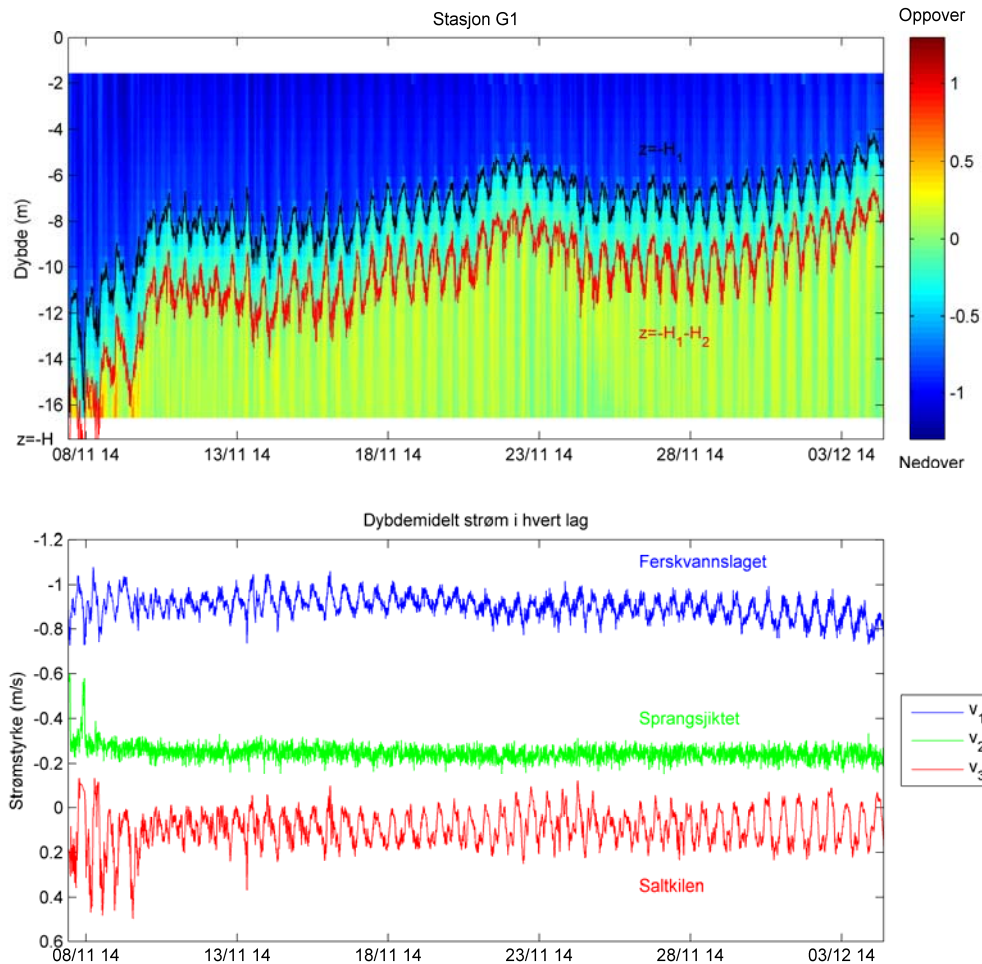 Stasjon G1
Oppover
0
-2
-4
-6
-8
-10
-12
-14
-16
z=-H
Dybde (m)
z=-H₁
z=-H₁-H₂
08/11 14
13/11 14
18/11 14
23/11 14
28/11 14
03/12 14
1
0.5
0
-0.5
-1
Nedover
Dybdemidelt strøm i hvert lag
-1.2
-1
-0.8
-0.6
-0.4
-0.2
0
0.2
0.4
0.6
Strømstyrke (m/s)
Ferskvannslaget
Sprangsjiktet
Saltkilen
08/11 14
13/11 14
18/11 14
23/11 14
28/11 14
03/12 14
v₁
v₂
v₃